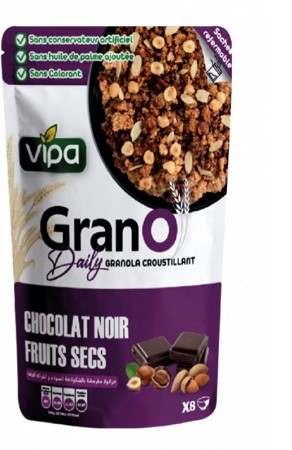 Sans conservateur artificiel
Sans huile de palme ajoutée
Sans Colorant
Sachet
refermable
vipa
GranO
Daily GRANOLA CROUSTILLANT
CHOCOLAT NOIR
FRUITS SECS
X8